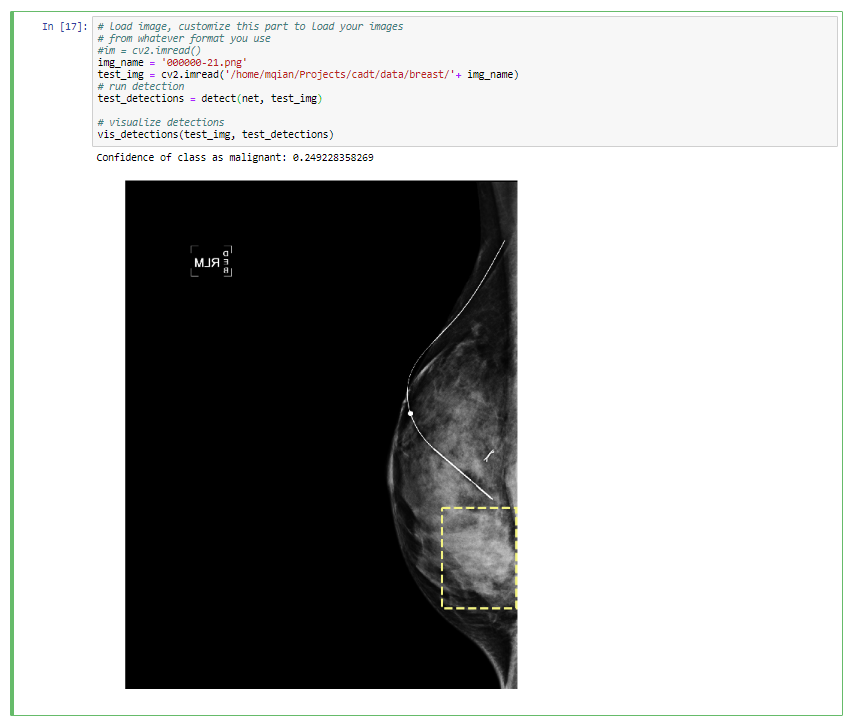 In [17]: # Load image, customize this part to load your images
# from whatever format you use
#im = cv2.imread()
img_name = '000000-21.png'
test_img = cv2.imread('/home/mqian/Projects/cadt/data/breast/'+ img_name)
# run detection
test_detections = detect(net, test_img)
# visualize detections
vis_detections(test_img, test_detections)
Confidence of class as malignant: 0.249228358269
RLM
DEB